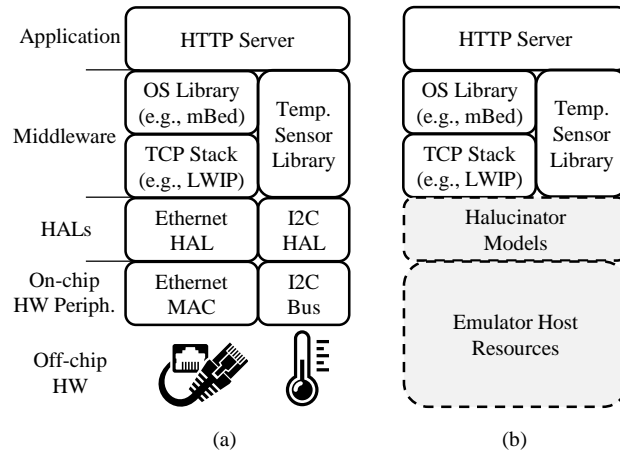 Application
HTTP Server
HTTP Server
Middleware
OS Library
(e.g., mBed)
TCP Stack
(e.g., LWIP)
Temp.
Sensor
Library
OS Library
(e.g., mBed)
TCP Stack
(e.g., LWIP)
Temp.
Sensor
Library
HALs
Ethernet
HAL
I2C
HAL
Halucinator
Models
On-chip
HW Periph.
Ethernet
MAC
I2C
Bus
Emulator Host
Resources
Off-chip
HW
(a)
(b)